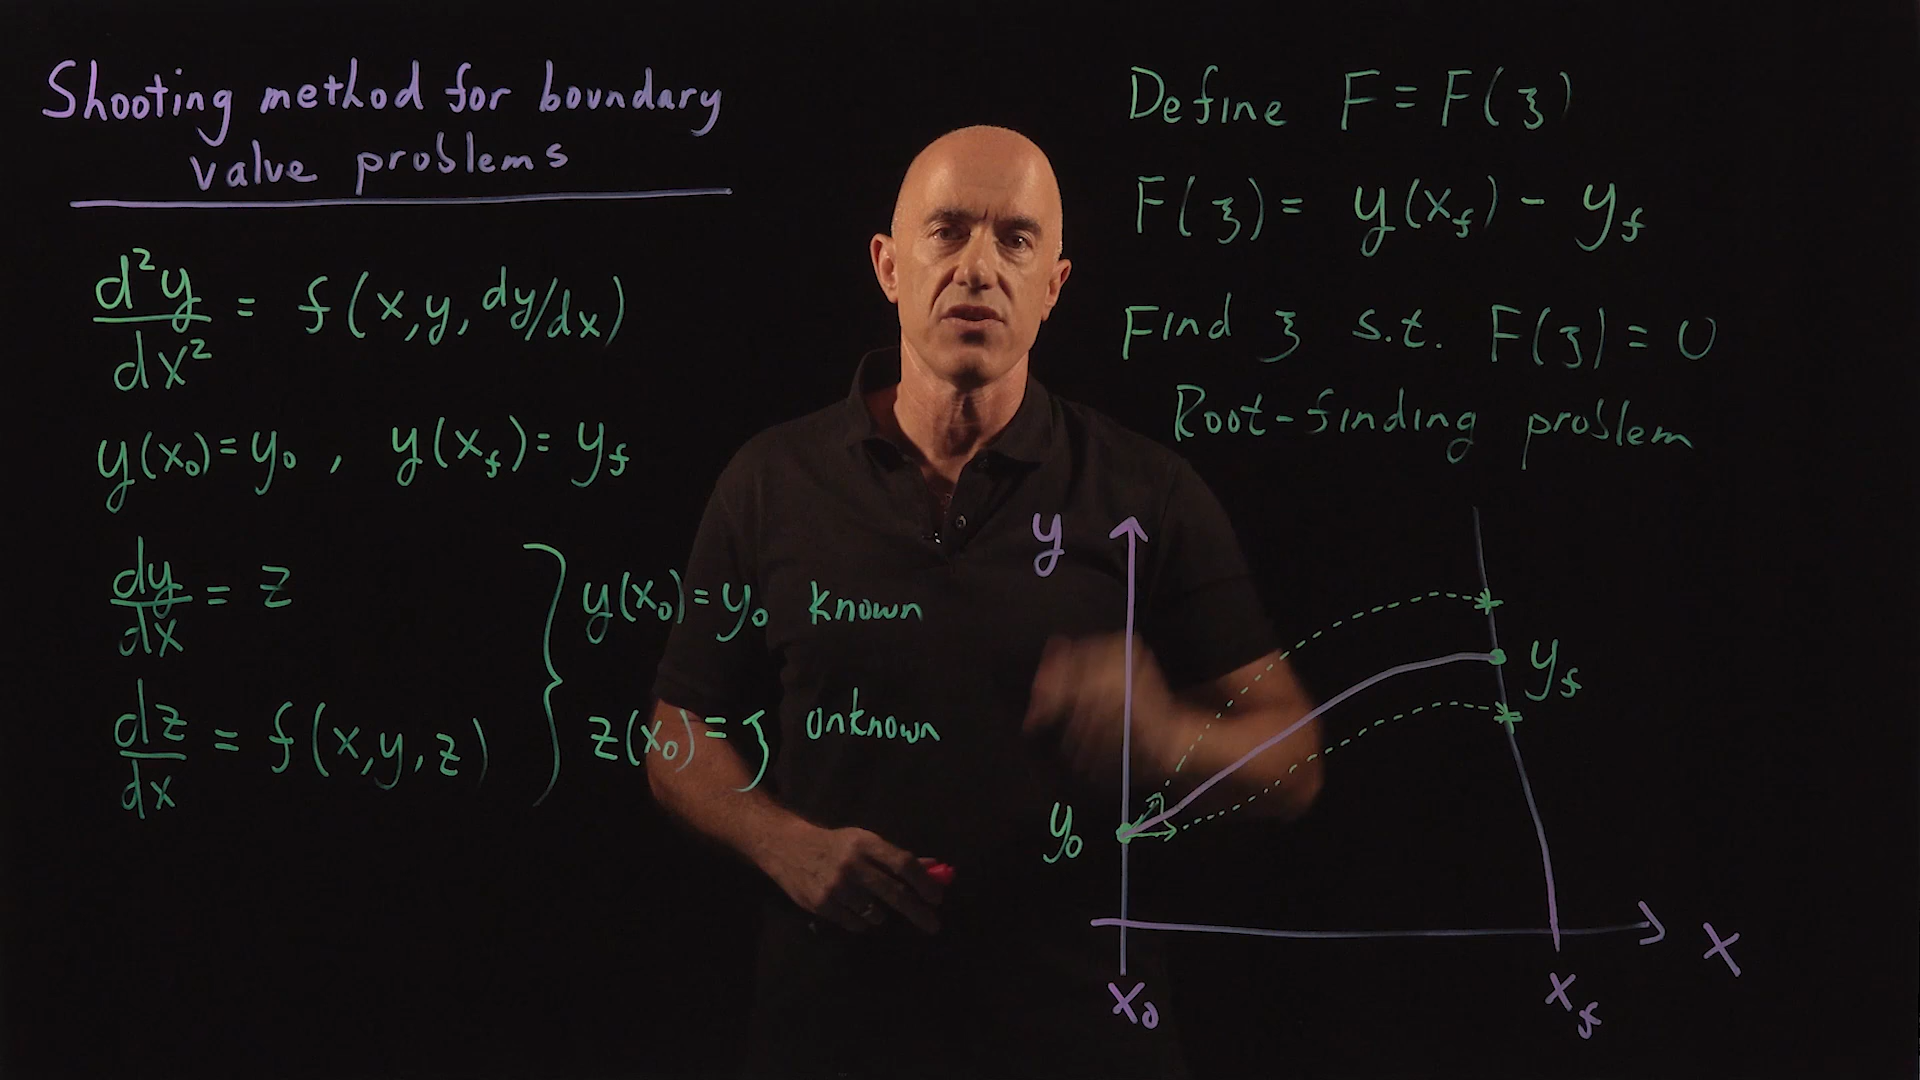 Shooting method for boundary
value problems
d²y/dx² = f(x,y,dy/dx)
y(x₀)=y₀, y(x_f)=y_f
dy/dx = z
dz/dx = f(x,y,z)
y(x₀)=y₀ known
z(x₀)=ξ unknown
Define F=F(ξ)
F(ξ)= y(x_f)-y_f
Find ξ s.t. F(ξ)=0
Root-finding problem
y
y_f
y₀
x
x₀
x_f